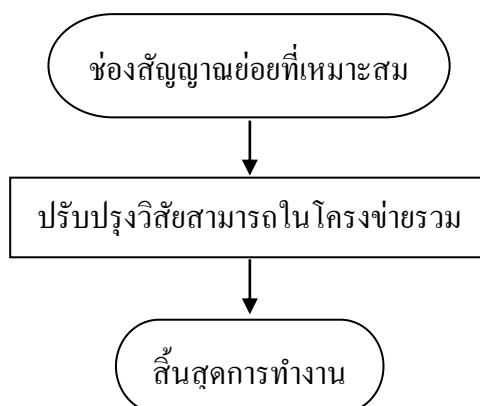 ช่องสัญญาณย่อยที่เหมาะสม
ปรับปรุงวิสัยสามารถในโครงข่ายรวม
สิ้นสุดการทำงาน